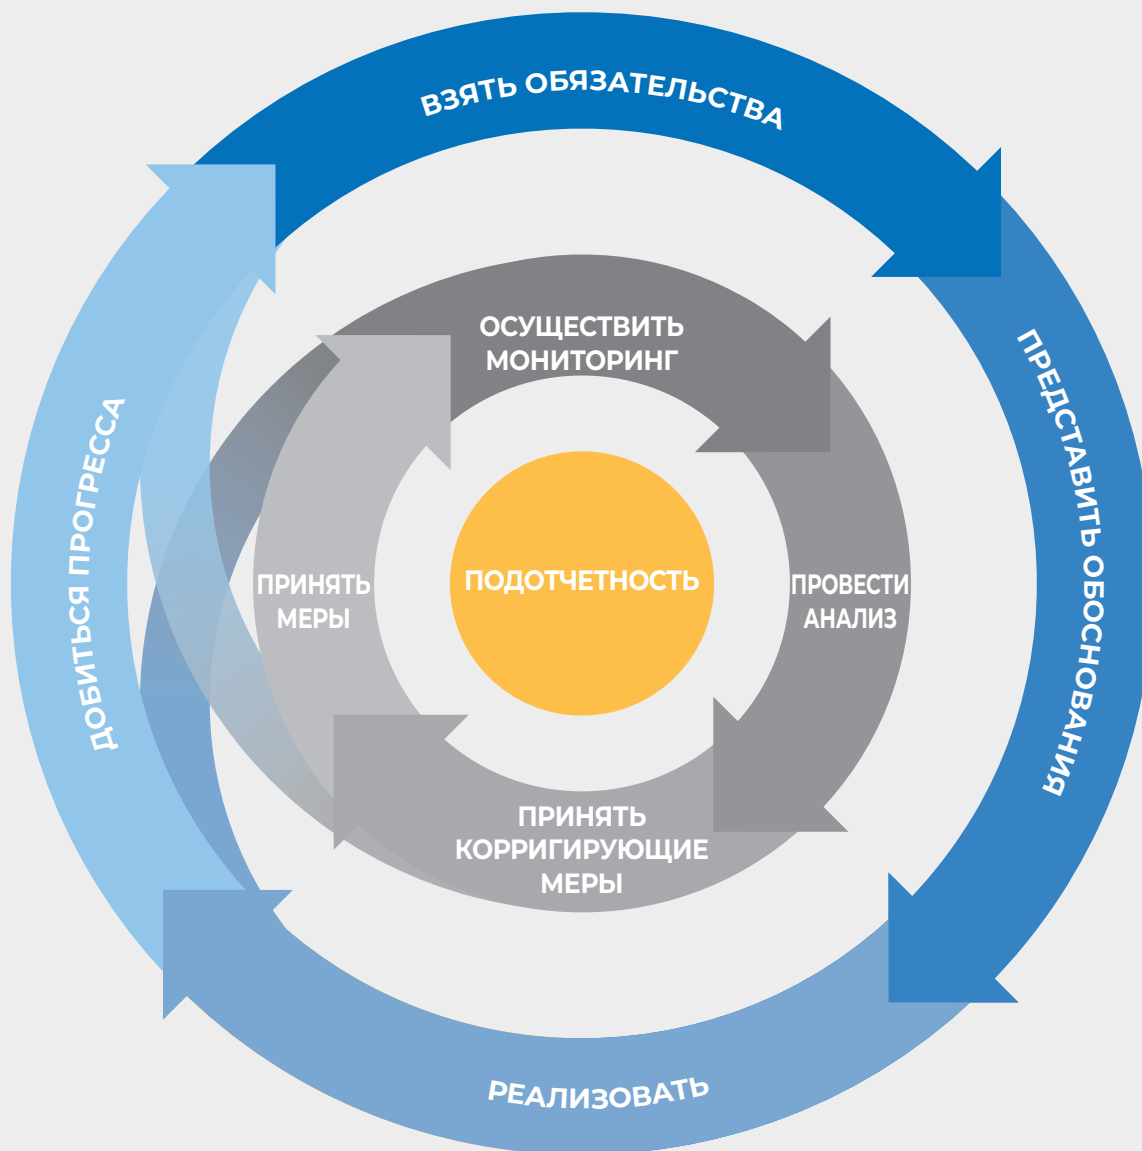 ВЗЯТЬ ОБЯЗАТЕЛЬСТВА
ПРЕДСТАВИТЬ ОБОСНОВАНИЯ
РЕАЛИЗОВАТЬ
ДОБИТЬСЯ ПРОГРЕССА
ОСУЩЕСТВИТЬ
МОНИТОРИНГ
ПРОВЕСТИ
АНАЛИЗ
ПРИНЯТЬ
КОРРИГИРУЮЩИЕ
МЕРЫ
ПРИНЯТЬ
МЕРЫ
ПОДОТЧЕТНОСТЬ